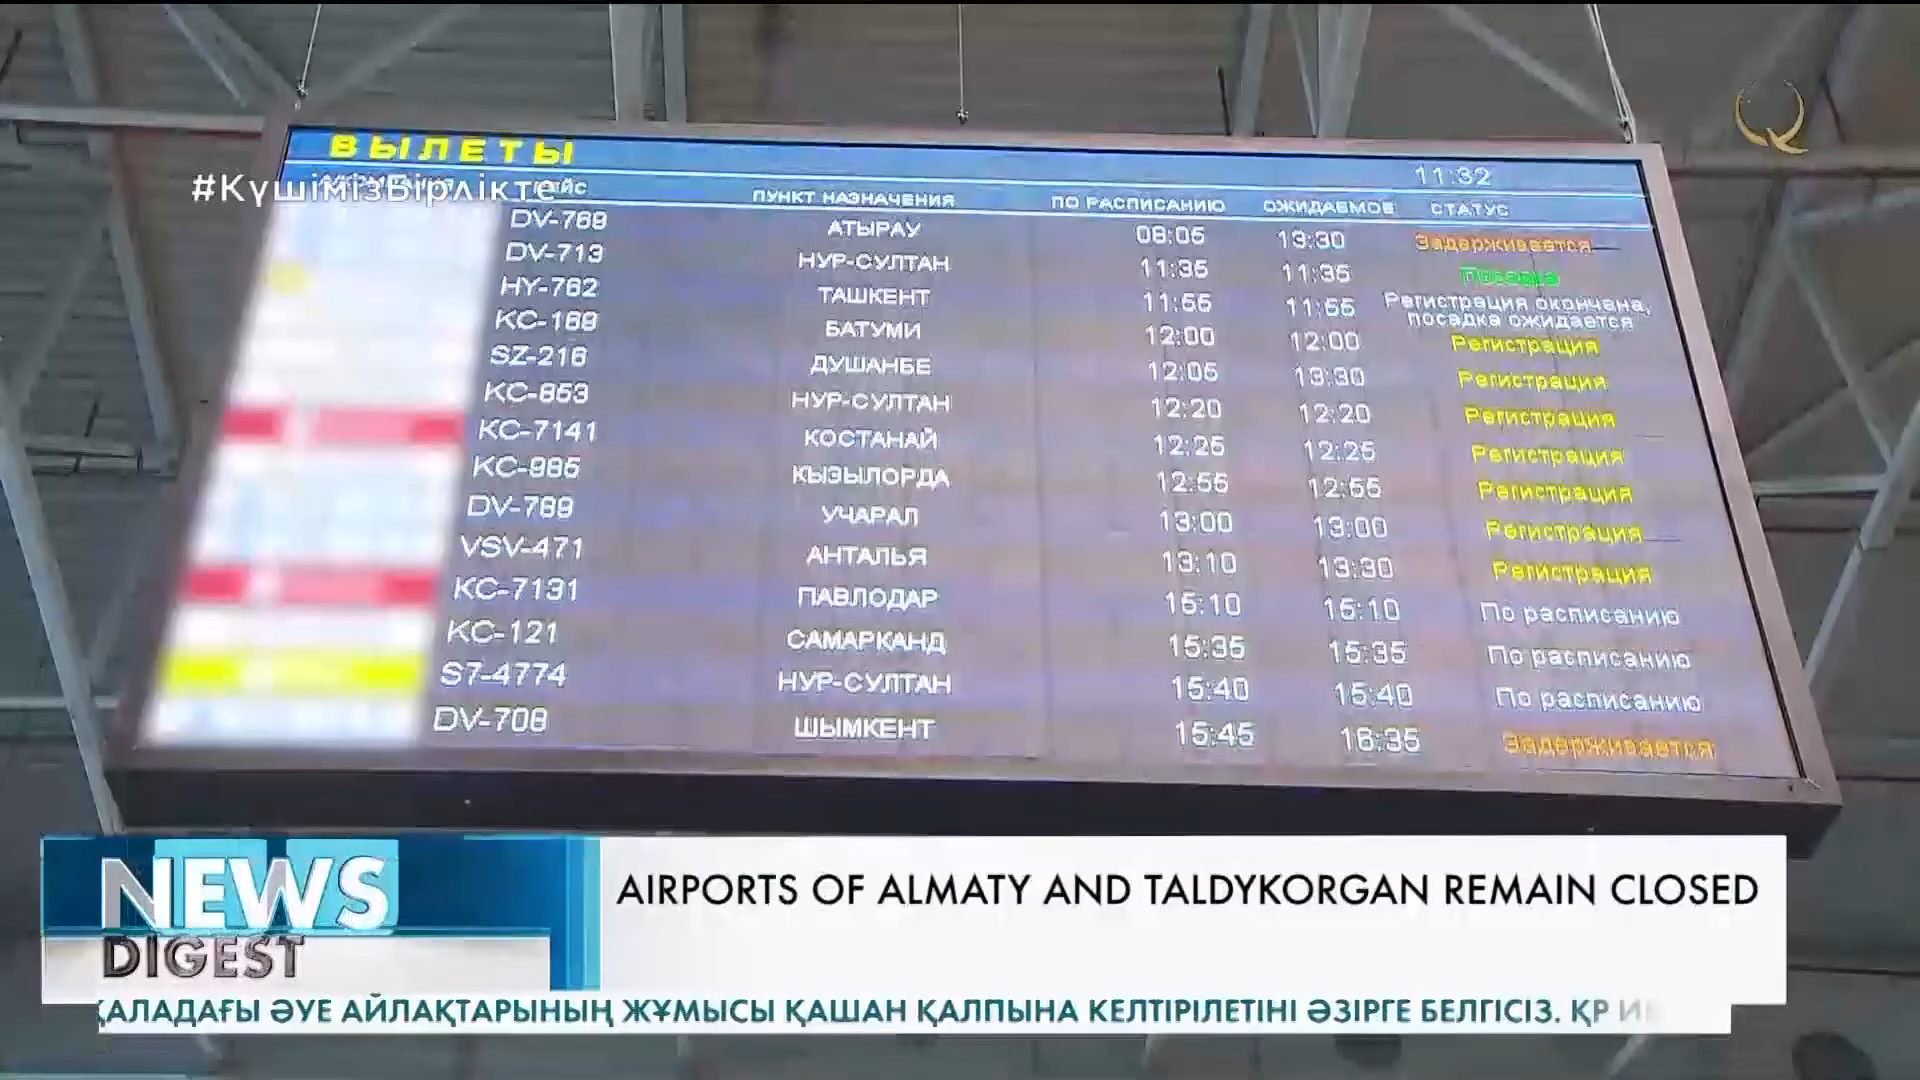 ВЫЛЕТЫ
11:32
#КүшімізБірлікте
ПУНКТ НАЗНАЧЕНИЯ ПО РАСПИСАНИЮ ОЖИДАЕМОЕ СТАТУС
DV-769 АТЫРАУ 08:05 13:30 Задерживается
DV-713 НУР-СУЛТАН 11:35 11:35 Посадка
HY-762 ТАШКЕНТ 11:55 11:55 Регистрация окончена,
посадка ожидается
KC-169 БАТУМИ 12:00 12:00 Регистрация
SZ-216 ДУШАНБЕ 12:05 13:30 Регистрация
KC-853 НУР-СУЛТАН 12:20 12:20 Регистрация
KC-7141 КОСТАНАЙ 12:25 12:25 Регистрация
KC-985 КЫЗЫЛОРДА 12:55 12:55 Регистрация
DV-789 УЧАРАЛ 13:00 13:00 Регистрация
VSV-471 АНТАЛЬЯ 13:10 13:30 Регистрация
KC-7131 ПАВЛОДАР 15:10 15:10 По расписанию
KC-121 САМАРКАНД 15:35 15:35 По расписанию
S7-4774 НУР-СУЛТАН 15:40 15:40 По расписанию
DV-708 ШЫМКЕНТ 15:45 16:35 Задерживается
NEWS
DIGEST
AIRPORTS OF ALMATY AND TALDYKORGAN REMAIN CLOSED
ҚАЛАДАҒЫ ӘУЕ АЙЛАҚТАРЫНЫҢ ЖҰМЫСЫ ҚАШАН ҚАЛПЫНА КЕЛТІРІЛЕТІНІ ӘЗІРГЕ БЕЛГІСІЗ. ҚР